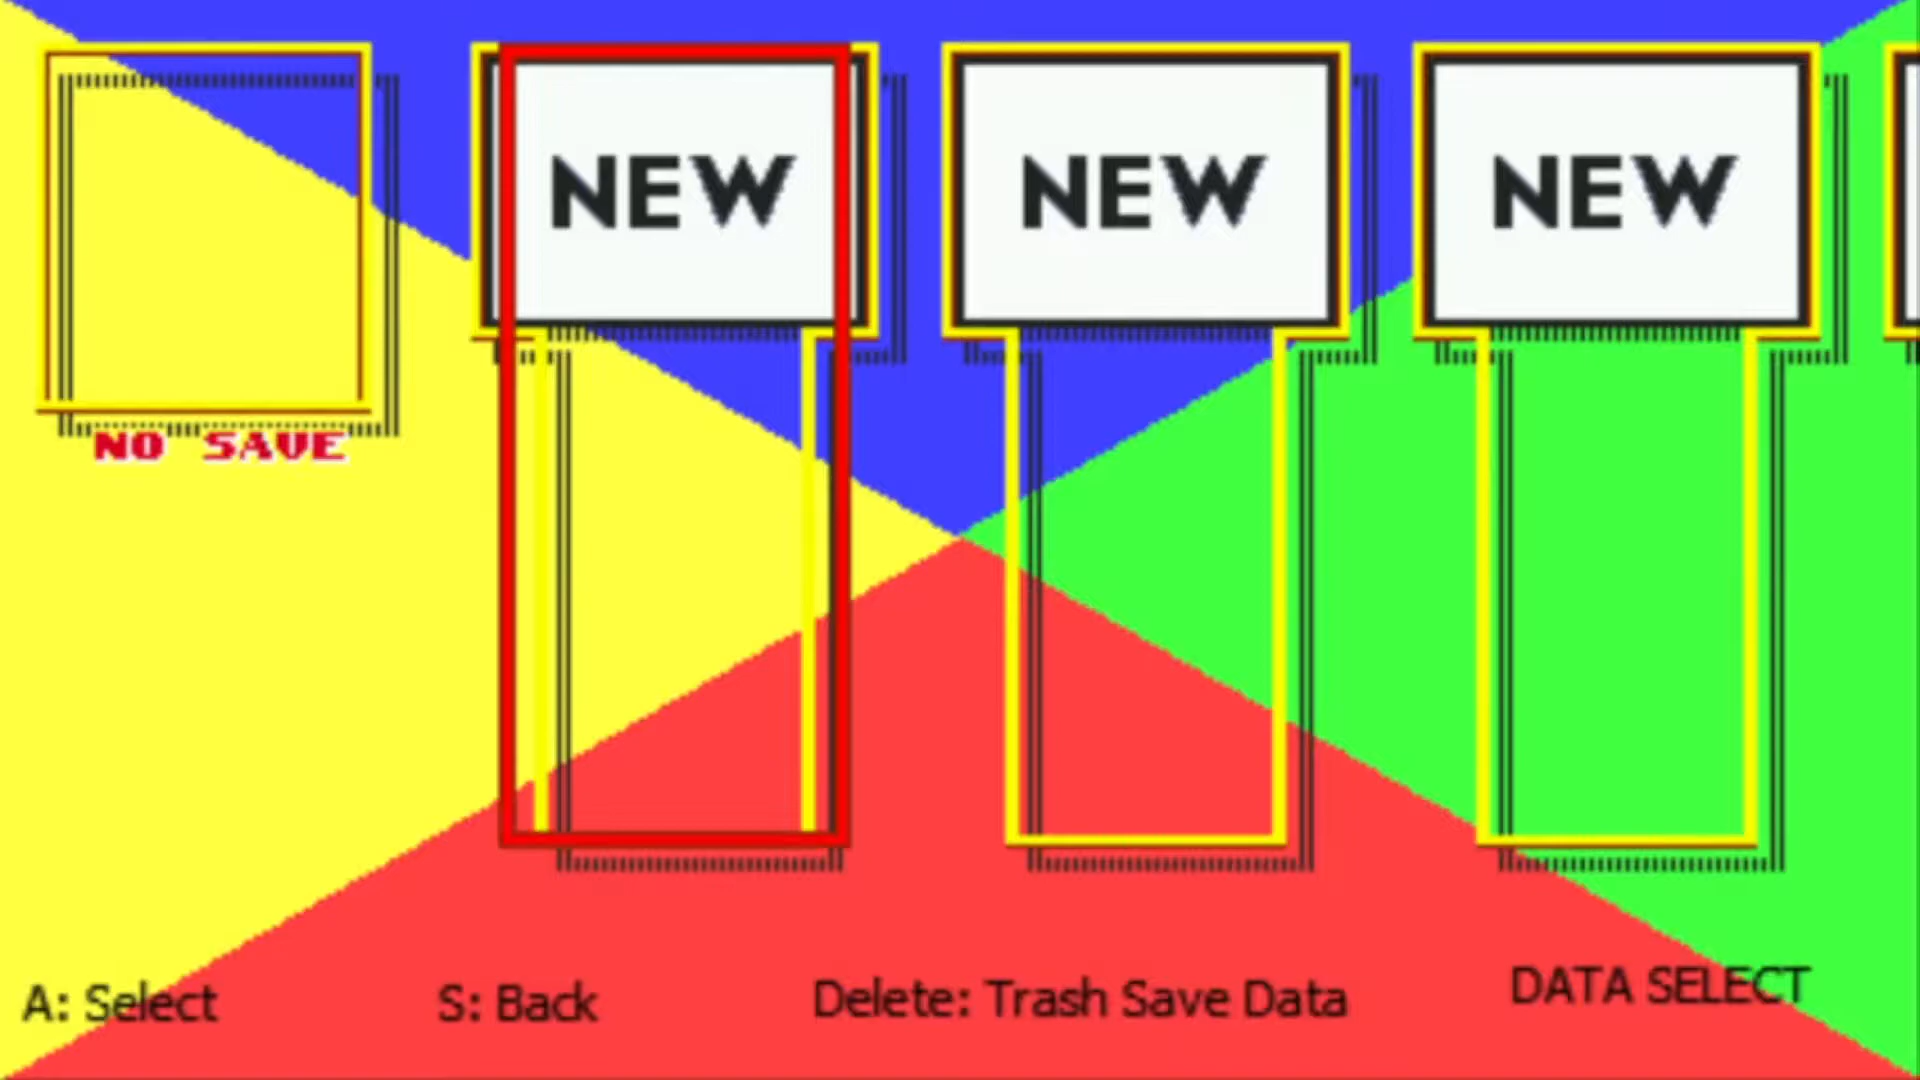 NEW
NEW
NEW
NO SAVE
A: Select
S: Back
Delete: Trash Save Data
DATA SELECT